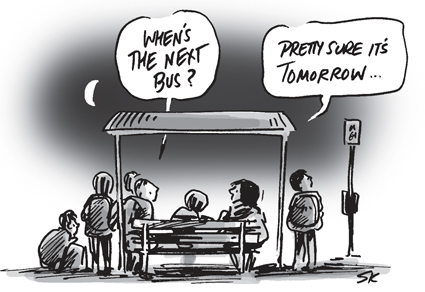 WHEN'S
THE NEXT
BUS?
PRETTY SURE IT'S
TOMORROW...
SK